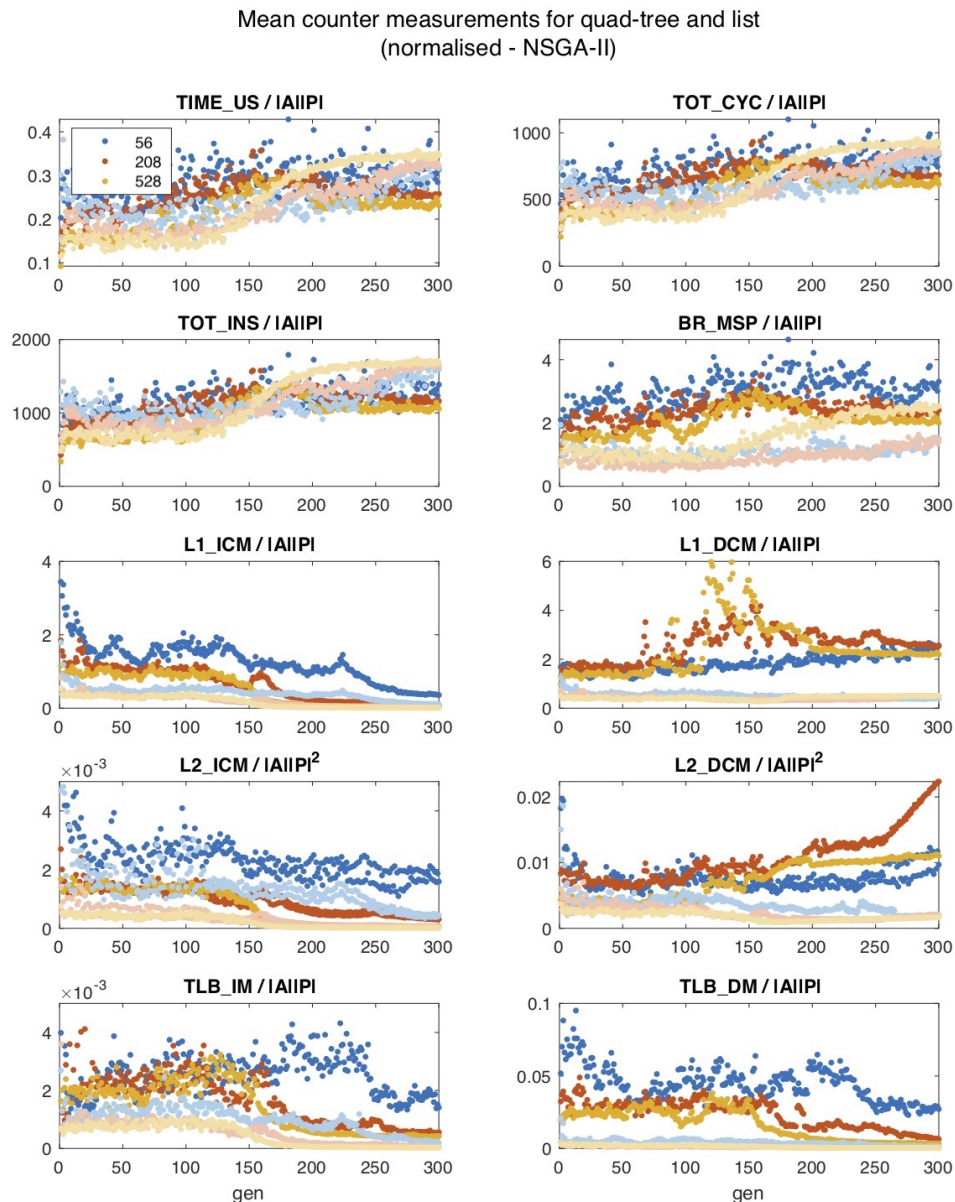 Mean counter measurements for quad-tree and list
(normalised - NSGA-II)
TIME_US / |A||P|
TOT_CYC / |A||P|
0.4
0.3
0.2
0.1
56
208
528
0 50 100 150 200 250 300
1000
500
0
0 50 100 150 200 250 300
TOT_INS / |A||P|
BR_MSP / |A||P|
2000
1000
0
0 50 100 150 200 250 300
4
2
0
0 50 100 150 200 250 300
L1_ICM / |A||P|
L1_DCM / |A||P|
4
2
0
0 50 100 150 200 250 300
6
4
2
0
0 50 100 150 200 250 300
×10⁻³ L2_ICM / |A||P|²
L2_DCM / |A||P|²
4
2
0
0 50 100 150 200 250 300
0.02
0.01
0
0 50 100 150 200 250 300
×10⁻³ TLB_IM / |A||P|
TLB_DM / |A||P|
4
2
0
0 50 100 150 200 250 300
gen
0.1
0.05
0
0 50 100 150 200 250 300
gen